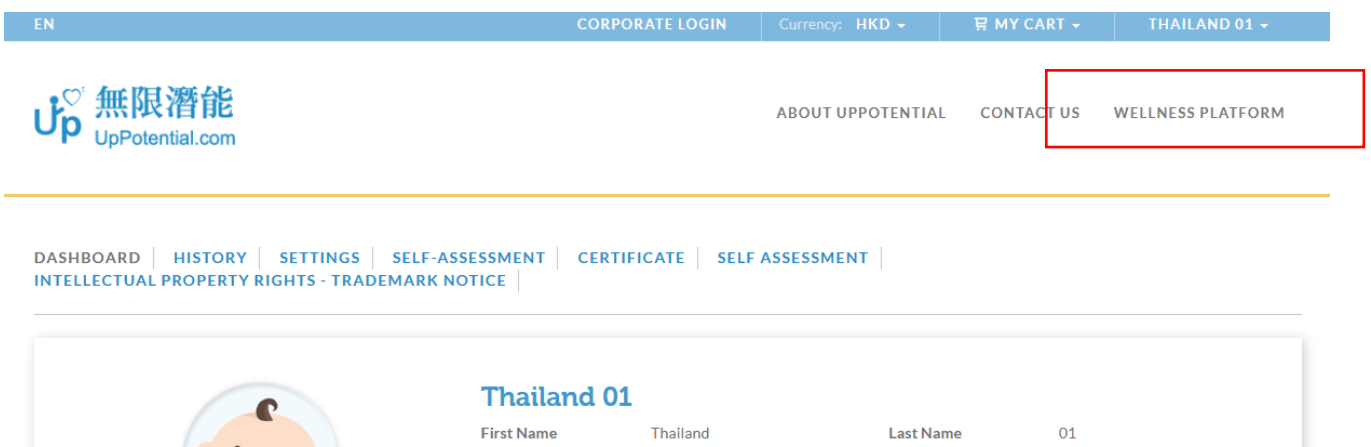 EN CORPORATE LOGIN Currency: HKD MY CART THAILAND 01
Up 無限潛能
UpPotential.com
ABOUT UPPOTENTIAL CONTACT US WELLNESS PLATFORM
DASHBOARD HISTORY SETTINGS SELF-ASSESSMENT CERTIFICATE SELF ASSESSMENT
INTELLECTUAL PROPERTY RIGHTS - TRADEMARK NOTICE
Thailand 01
First Name Thailand Last Name 01